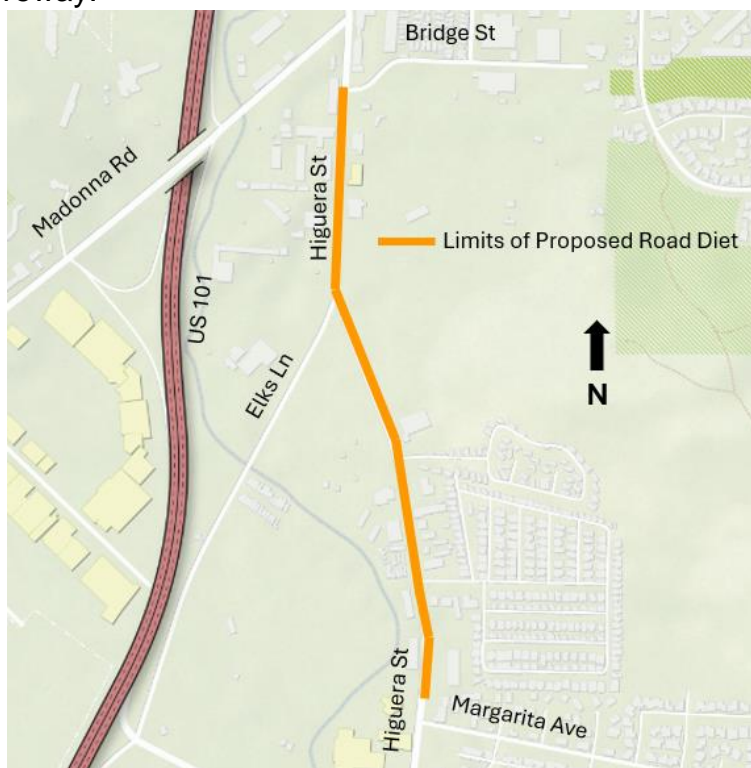 Bridge St
Madonna Rd
Higuera St
Limits of Proposed Road Diet
US 101
N
Elks Ln
Higuera St
Margarita Ave